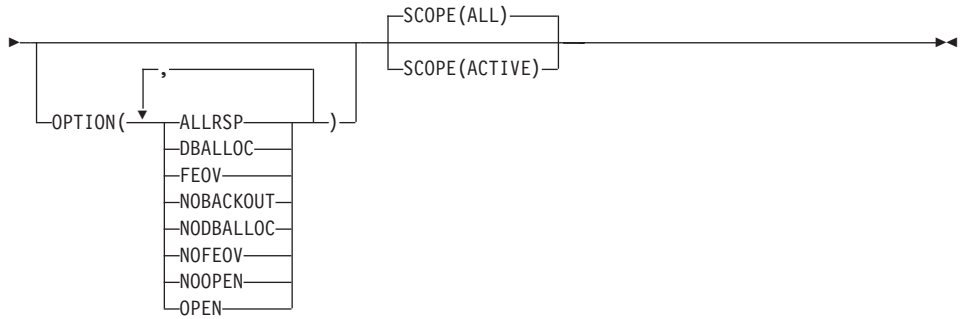 SCOPE(ALL)
SCOPE(ACTIVE)
,
OPTION( ALLRSP )
DBALLOC
FEOV
NOBACKOUT
NODBALLOC
NOFEOV
NOOPEN
OPEN